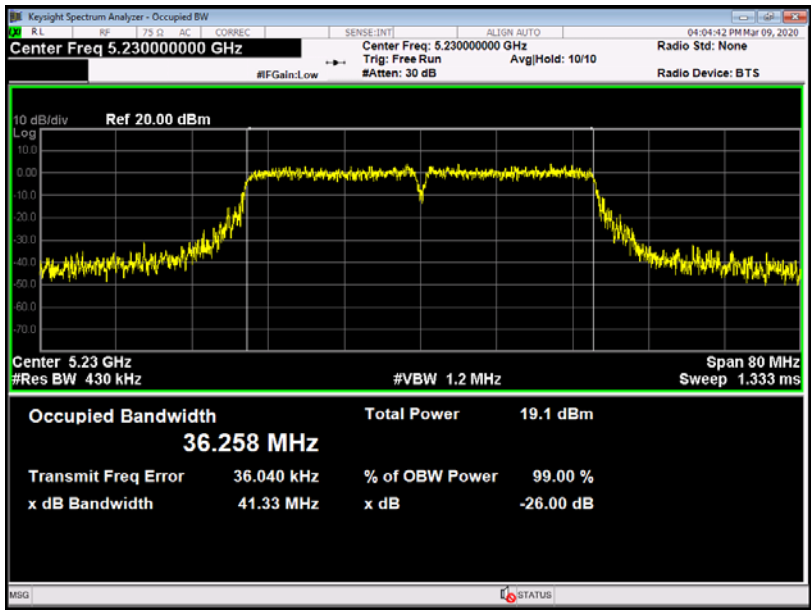 Keysight Spectrum Analyzer - Occupied BW
RL RF 75 Ω AC CORREC SENSE:INT ALIGN AUTO 04:04:42 PM Mar 09, 2020
Center Freq 5.230000000 GHz Center Freq: 5.230000000 GHz Radio Std: None
Trig: Free Run Avg|Hold: 10/10
#IFGain:Low #Atten: 30 dB Radio Device: BTS
10 dB/div Ref 20.00 dBm
Log
10.0
0.00
-10.0
-20.0
-30.0
-40.0
-50.0
-60.0
-70.0
Center 5.23 GHz Span 80 MHz
#Res BW 430 kHz #VBW 1.2 MHz Sweep 1.333 ms
Occupied Bandwidth Total Power 19.1 dBm
36.258 MHz
Transmit Freq Error 36.040 kHz % of OBW Power 99.00 %
x dB Bandwidth 41.33 MHz x dB -26.00 dB
MSG STATUS